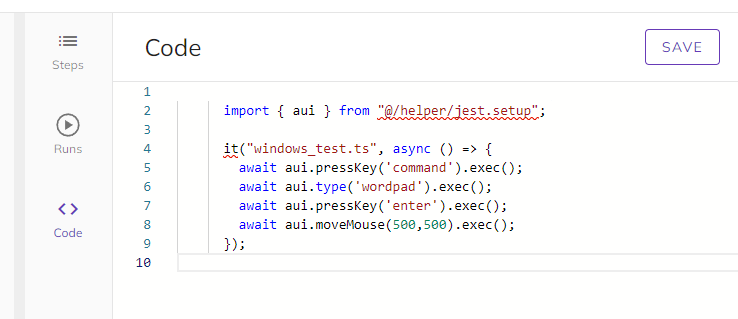 Steps
Runs
Code
Code
SAVE
1
2 import { aui } from "@/helper/jest.setup";
3
4 it("windows_test.ts", async () => {
5 await aui.pressKey('command').exec();
6 await aui.type('wordpad').exec();
7 await aui.pressKey('enter').exec();
8 await aui.moveMouse(500,500).exec();
9 });
10